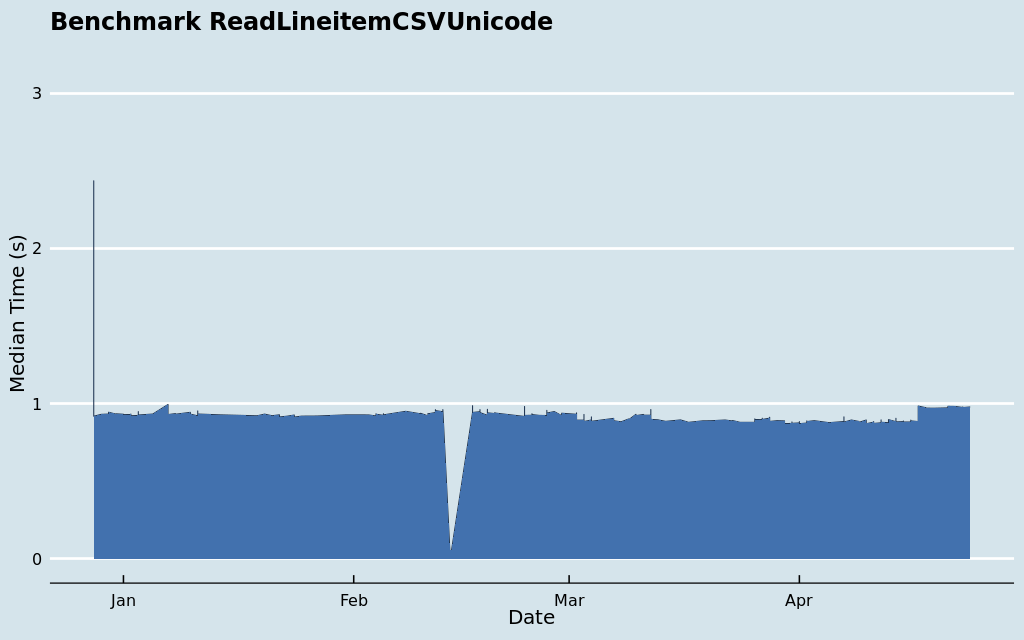 Benchmark ReadLineitemCSVUnicode
3
2
1
0
Median Time (s)
Jan Feb Mar Apr
Date